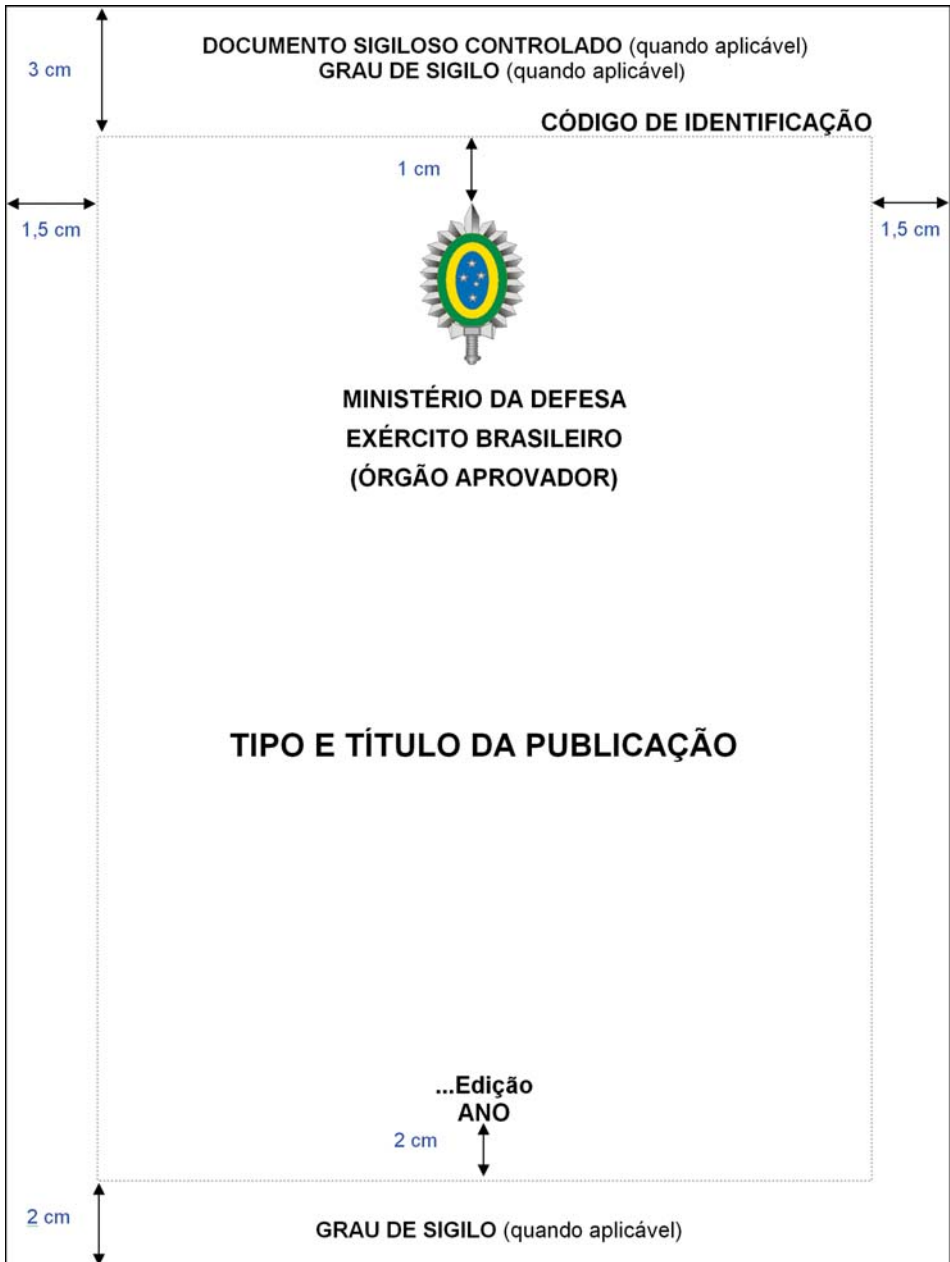 DOCUMENTO SIGILOSO CONTROLADO (quando aplicável)
3 cm
GRAU DE SIGILO (quando aplicável)
CÓDIGO DE IDENTIFICAÇÃO
1 cm
1,5 cm
1,5 cm
MINISTÉRIO DA DEFESA
EXÉRCITO BRASILEIRO
(ÓRGÃO APROVADOR)
TIPO E TÍTULO DA PUBLICAÇÃO
...Edição
ANO
2 cm
2 cm
GRAU DE SIGILO (quando aplicável)